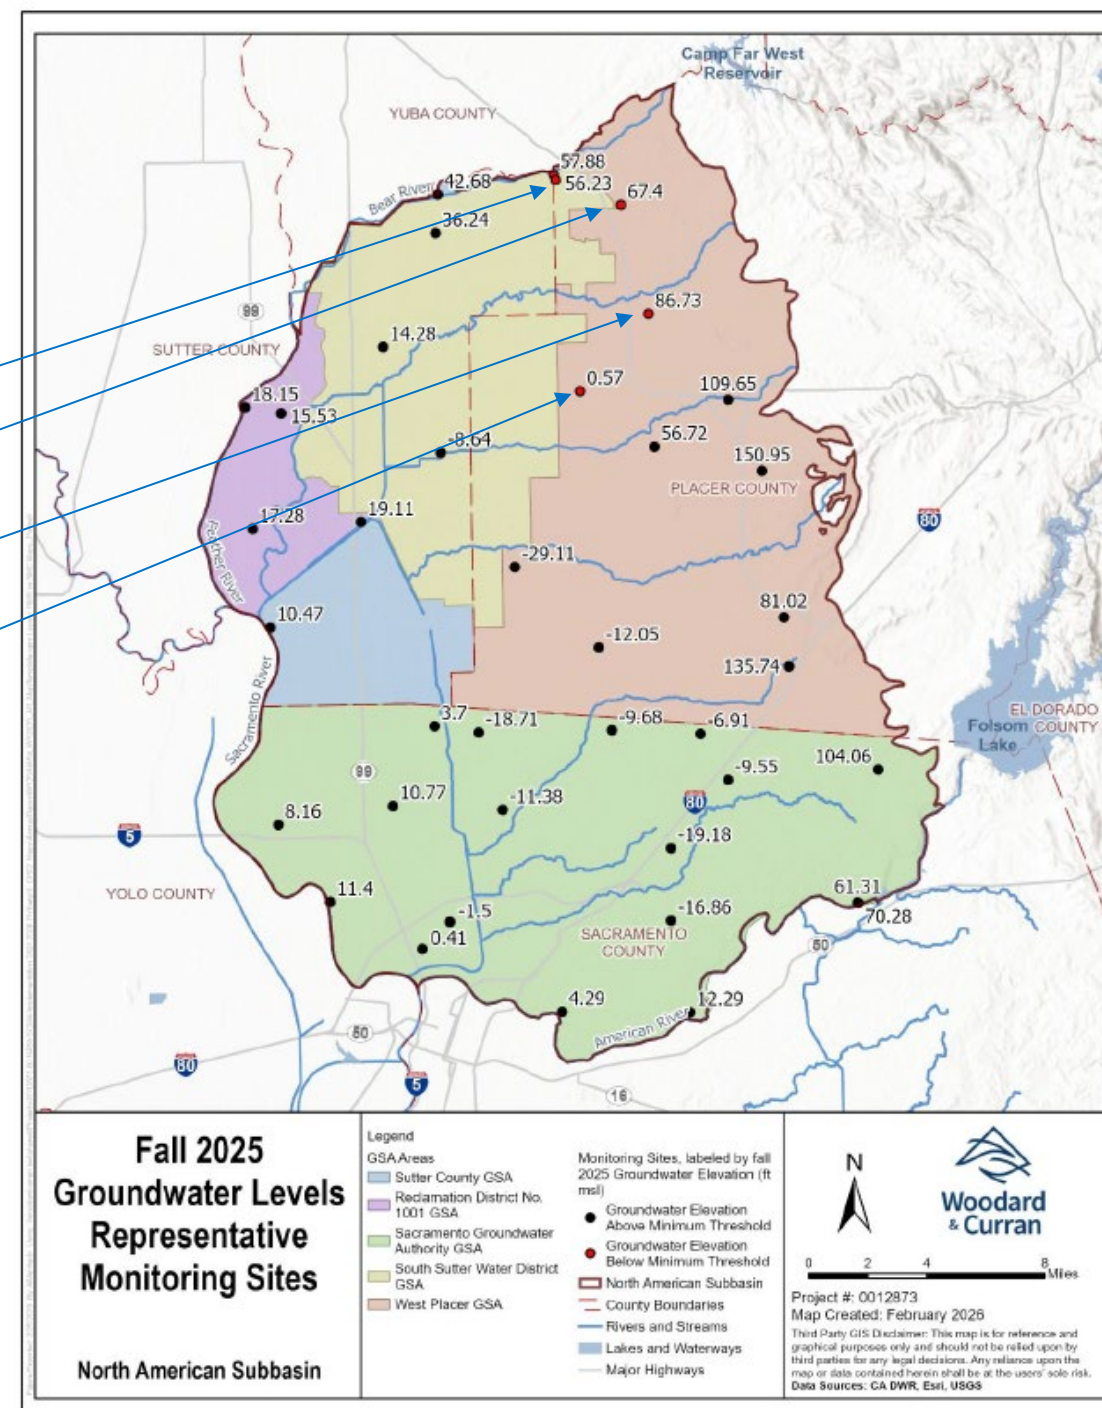 Camp Far West
Reservoir
YUBA COUNTY
57.88
42.68
56.23
67.4
Bear River
36.24
86.73
99
14.28
SUTTER COUNTY
0.57
109.65
18.15
15.53
-8.64
56.72
150.95
PLACER COUNTY
17.28
19.11
80
Feather River
-29.11
10.47
81.02
-12.05
135.74
Sacramento River
3.7
-18.71
-9.68
-6.91
EL DORADO
COUNTY
Folsom
Lake
104.06
99
-9.55
10.77
-11.38
80
8.16
5
-19.18
YOLO COUNTY
11.4
61.31
-1.5
-16.86
70.28
0.41
SACRAMENTO
COUNTY
50
4.29
12.29
American River
50
80
5
16
Fall 2025
Groundwater Levels
Representative
Monitoring Sites
North American Subbasin
Legend
GSA Areas
Sutter County GSA
Reclamation District No.
1001 GSA
Sacramento Groundwater
Authority GSA
South Sutter Water District
GSA
West Placer GSA
Monitoring Sites, labeled by fall
2025 Groundwater Elevation (ft
msl)
Groundwater Elevation
Above Minimum Threshold
Groundwater Elevation
Below Minimum Threshold
North American Subbasin
County Boundaries
Rivers and Streams
Lakes and Waterways
Major Highways
N
Woodard
& Curran
0 2 4 8
Miles
Project #: 0012873
Map Created: February 2026
Third Party GIS Disclaimer: This map is for reference and
graphical purposes only and should not be relied upon by
third parties for any legal decisions. Any reliance upon the
map or data contained herein shall be at the users' sole risk.
Data Sources: CA DWR, Esri, USGS